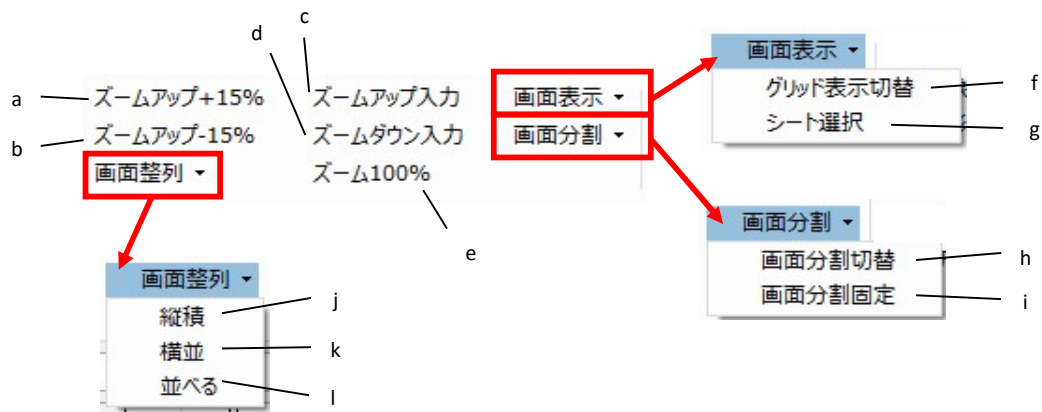 c
d
画面表示
グリッド表示切替
f
シート選択
g
a
ズームアップ+15%
ズームアップ入力
画面表示
b
ズームアップ-15%
ズームダウン入力
画面分割
画面整列
ズーム100%
e
画面分割
画面分割切替
h
画面分割固定
i
画面整列
縦積
j
横並
k
並べる
l